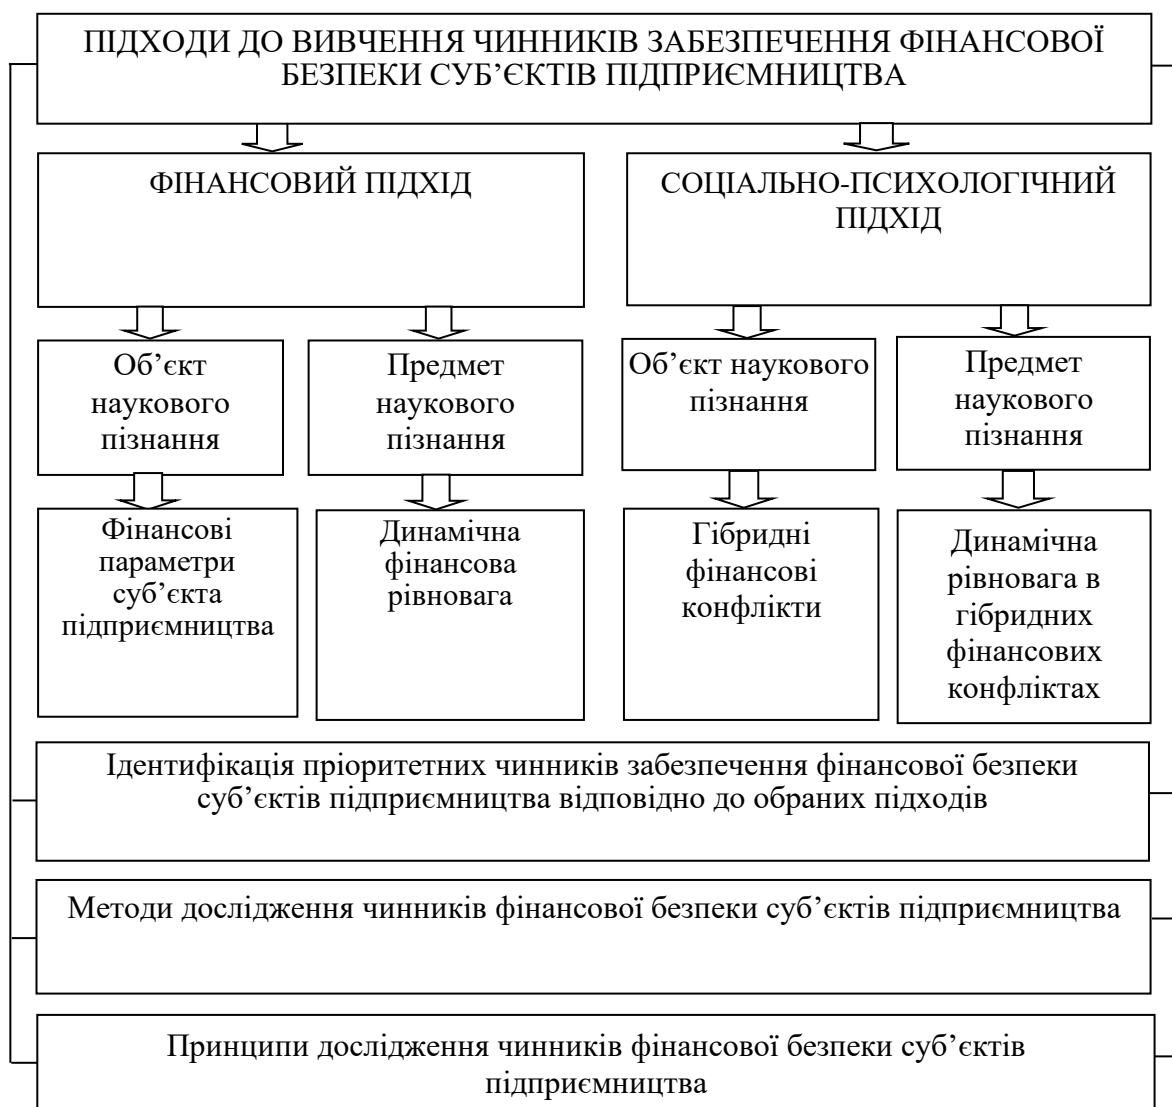 ПІДХОДИ ДО ВИВЧЕННЯ ЧИННИКІВ ЗАБЕЗПЕЧЕННЯ ФІНАНСОВОЇ
БЕЗПЕКИ СУБ’ЄКТІВ ПІДПРИЄМНИЦТВА
ФІНАНСОВИЙ ПІДХІД
СОЦІАЛЬНО-ПСИХОЛОГІЧНИЙ
ПІДХІД
Об’єкт
наукового
пізнання
Предмет
наукового
пізнання
Об’єкт наукового
пізнання
Предмет
наукового
пізнання
Фінансові
параметри
суб’єкта
підприємництва
Динамічна
фінансова
рівновага
Гібридні
фінансові
конфлікти
Динамічна
рівновага в
гібридних
фінансових
конфліктах
Ідентифікація пріоритетних чинників забезпечення фінансової безпеки
суб’єктів підприємництва відповідно до обраних підходів
Методи дослідження чинників фінансової безпеки суб’єктів підприємництва
Принципи дослідження чинників фінансової безпеки суб’єктів
підприємництва